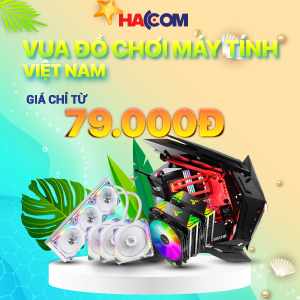 HACOM
VUA ĐỒ CHƠI MÁY TÍNH
VIỆT NAM
GIÁ CHỈ TỪ
79.000Đ